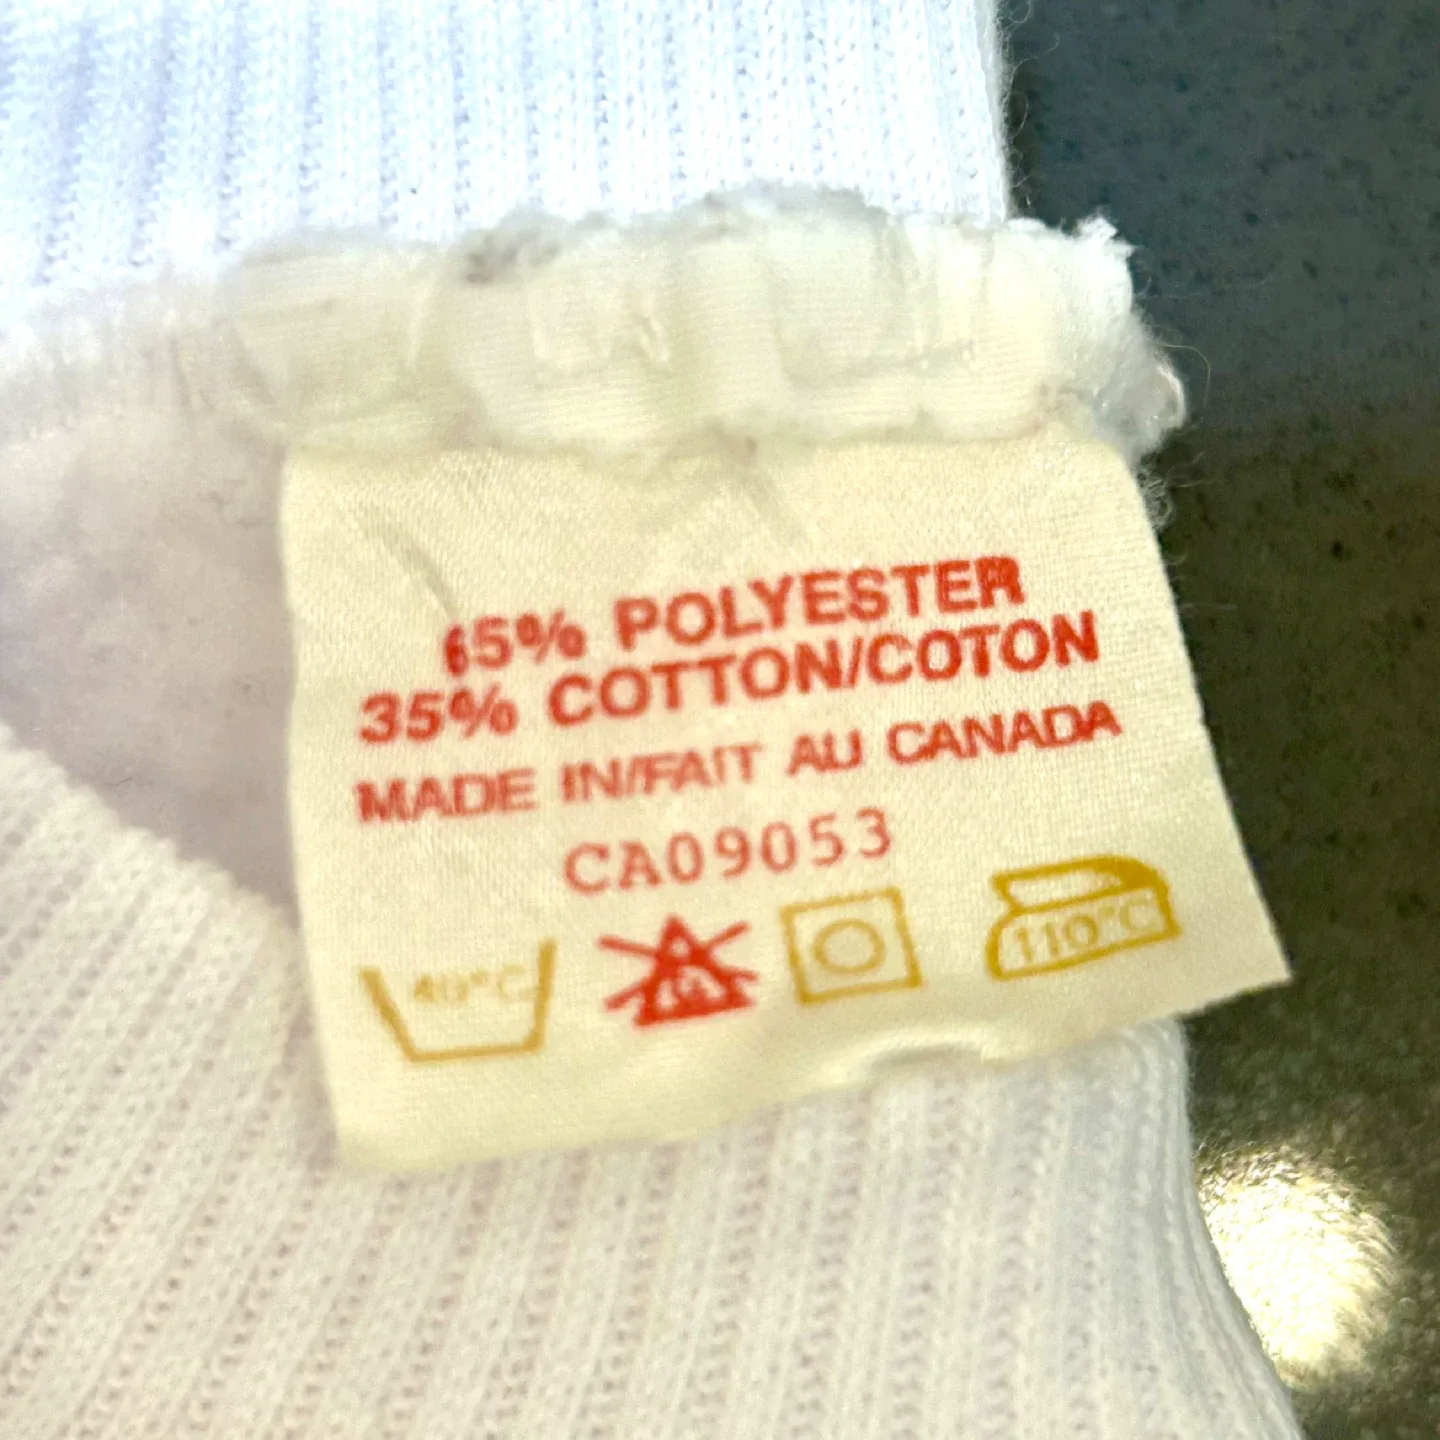 65% POLYESTER
35% COTTON/COTON
MADE IN/FAIT AU CANADA
CA09053
40°C 110°C